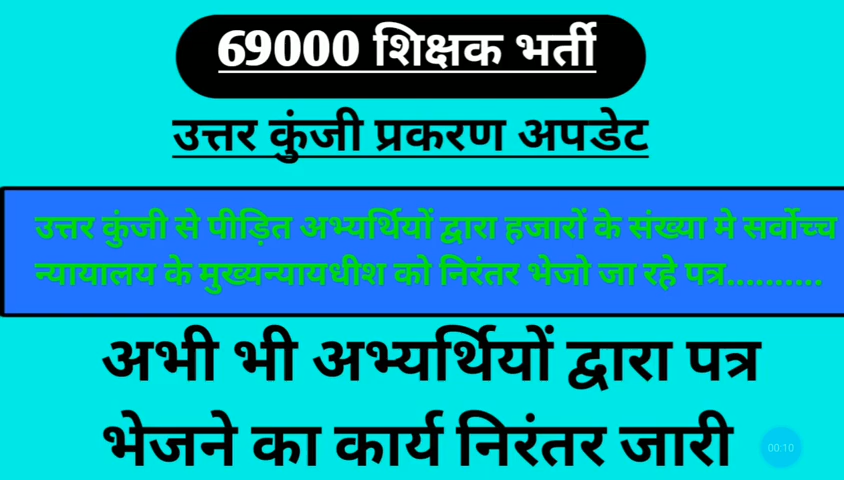 69000 शिक्षक भर्ती
उत्तर कुंजी प्रकरण अपडेट
उत्तर कुंजी से पीड़ित अभ्यर्थियों द्वारा हजारों के संख्या मे सर्वोच्च
न्यायालय के मुख्यन्यायधीश को निरंतर भेजो जा रहे पत्र..........
अभी भी अभ्यर्थियों द्वारा पत्र
भेजने का कार्य निरंतर जारी
00:10